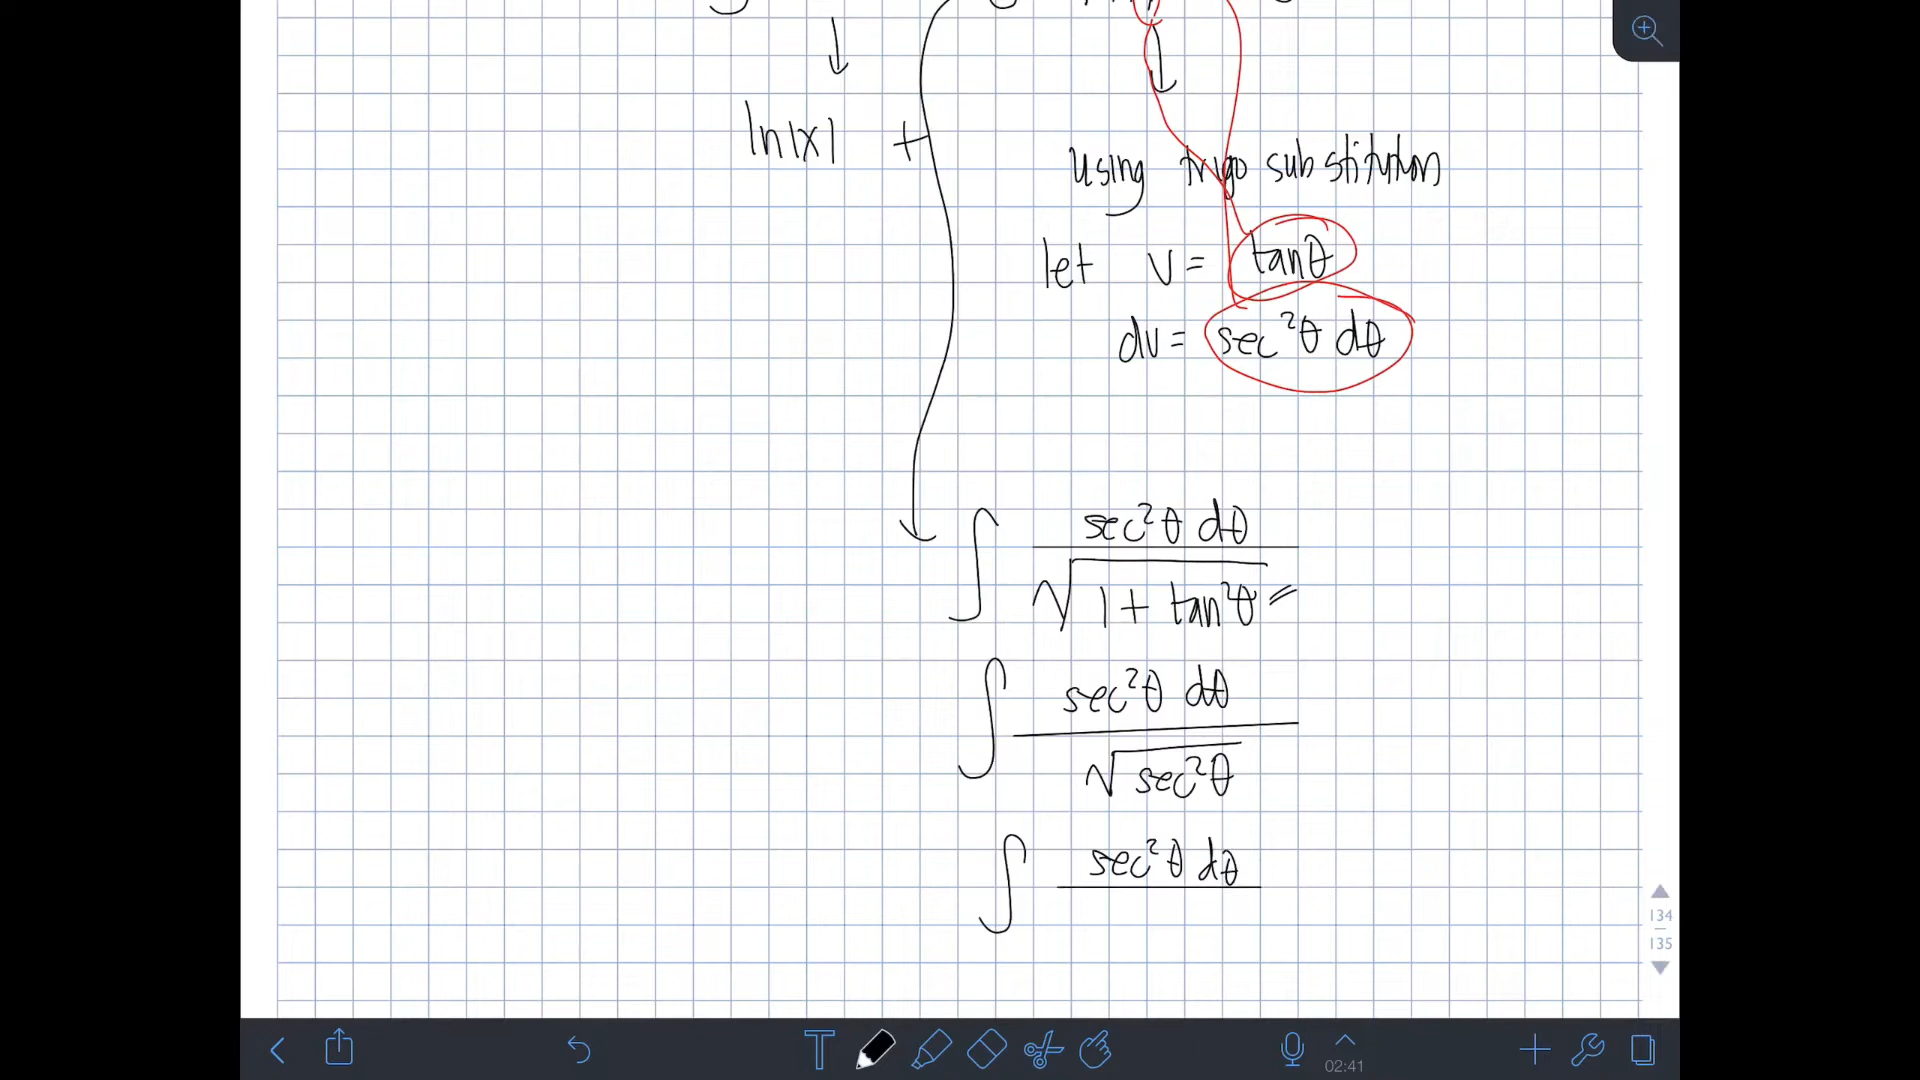 ln|x| +
using trigo substitution
let v = tanθ
dv = sec²θ dθ
∫ sec²θ dθ
√1 + tan²θ
∫ sec²θ dθ
√sec²θ
∫ sec²θ dθ
134
135
T
02:41